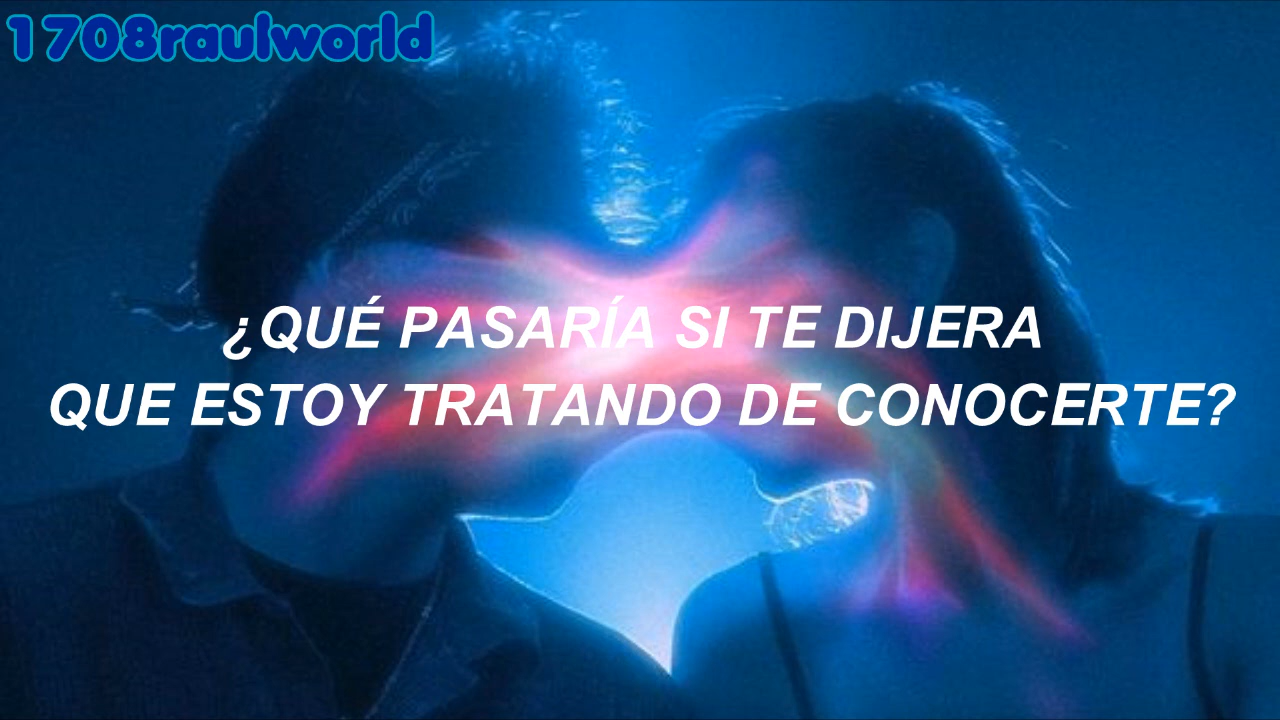 1708raulworld
¿QUÉ PASARÍA SI TE DIJERA
QUE ESTOY TRATANDO DE CONOCERTE?